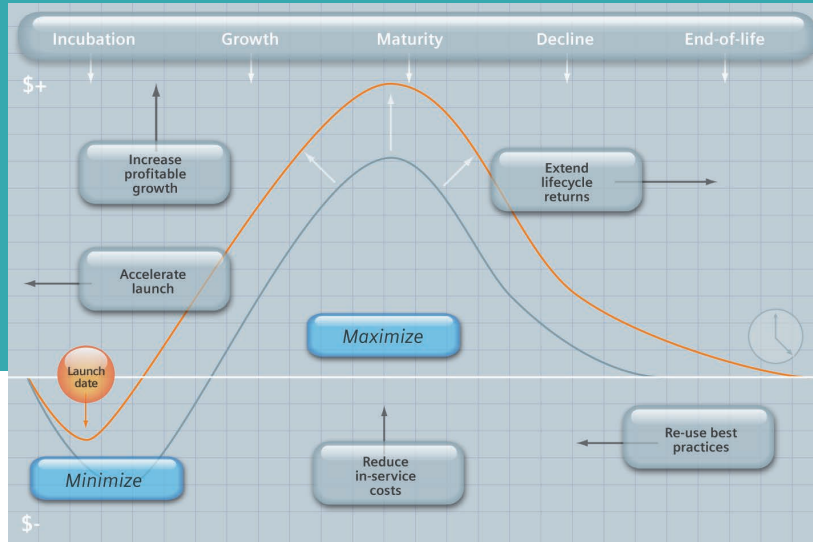 Incubation Growth Maturity Decline End-of-life
$+
Increase
profitable
growth
Extend
lifecycle
returns
Accelerate
launch
Maximize
Launch
date
Minimize
Reduce
in-service
costs
Re-use best
practices
$-